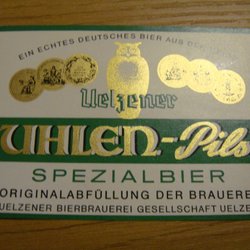 EIN ECHTES DEUTSCHES BIER AUS DER
Uelzener
UHLEN-Pils
SPEZIALBIER
ORIGINALABFÜLLUNG DER BRAUERE
UELZENER BIERBRAUEREI GESELLSCHAFT UELZE